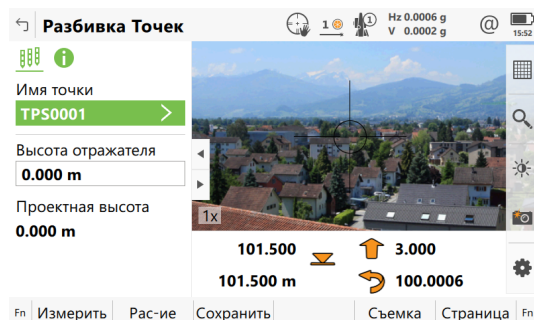 Разбивка Точек
1
1
Hz 0.0006 g
V 0.0002 g
@
15:52
Имя точки
TPS0001
Высота отражателя
0.000 m
Проектная высота
0.000 m
1x
101.500
3.000
101.500 m
100.0006
Fn Измерить Рас-ие Сохранить Съемка Страница Fn